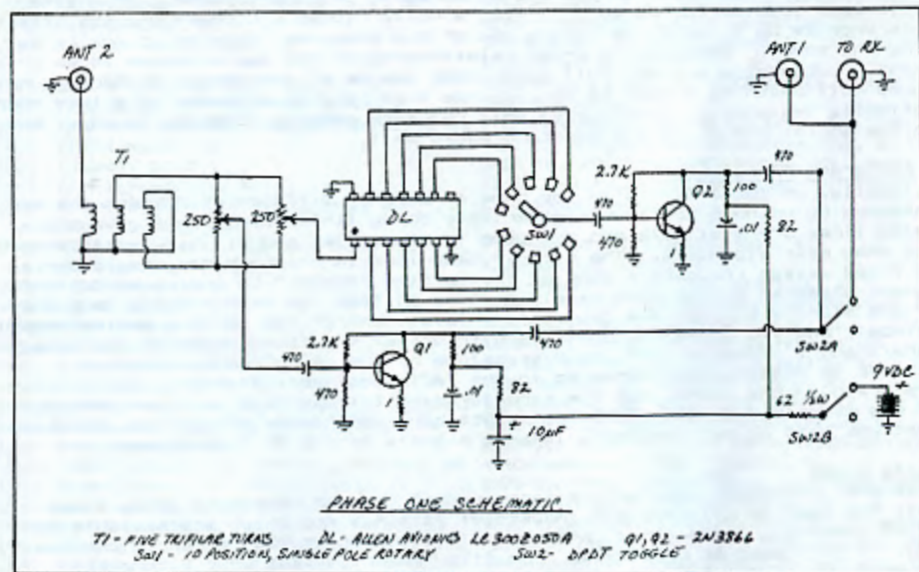 ANT 2
ANT 1
TO RX
T1
250
250
DL
SW1
470
2.7K
470
Q2
1
100
.01
470
82
SW2A
2.7K
470
470
Q1
1
100
82
470
10µF
+
62 ½W
SW2B
9VDC
+
PHASE ONE SCHEMATIC
T1 - FIVE TRIFILAR TURNS DL - ALLEN AVIONICS Q1, Q2 - 2N3866
SW1 - 10 POSITION, SINGLE POLE ROTARY SW2 - DPDT TOGGLE